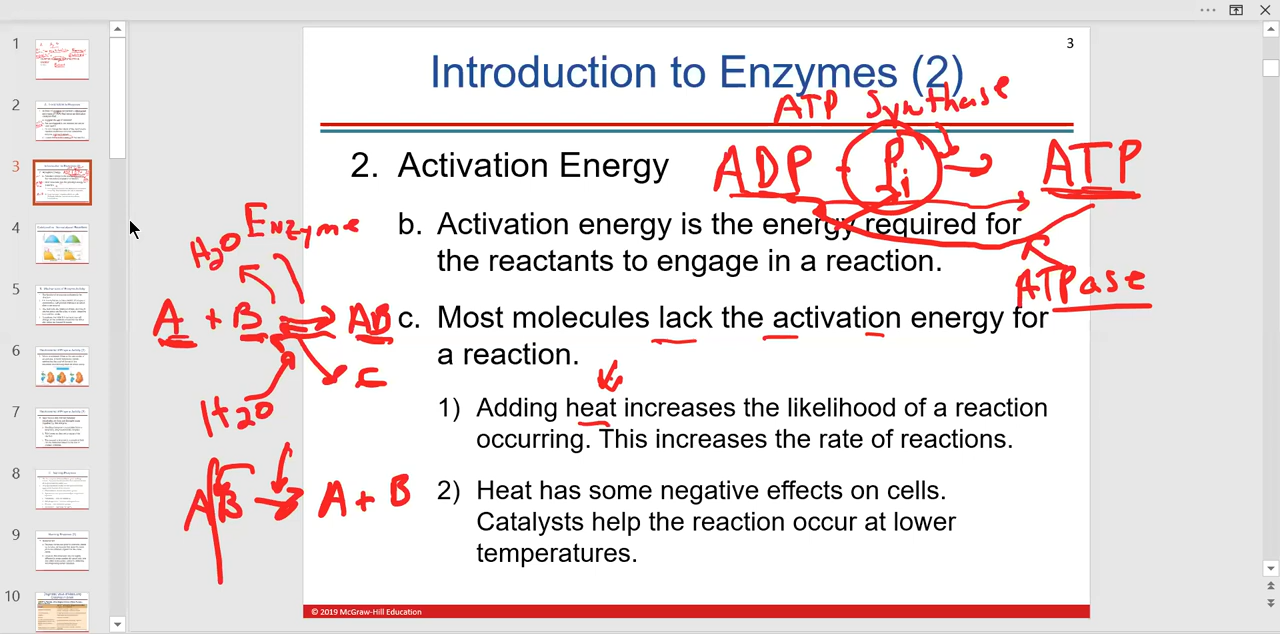 3
Introduction to Enzymes (2)
ATP Synthase
2. Activation Energy
ADP Pi ATP
b. Activation energy is the energy required for
the reactants to engage in a reaction.
ATPase
Enzyme
H2O
A + B AB
E
H2O
AB → A + B
c. Most molecules lack the activation energy for
a reaction.
1) Adding heat increases the likelihood of a reaction
occurring. This increases the rate of reactions.
2) Heat has some negative effects on cells.
Catalysts help the reaction occur at lower
temperatures.
© 2019 McGraw-Hill Education
1
2
3
4
5
6
7
8
9
10